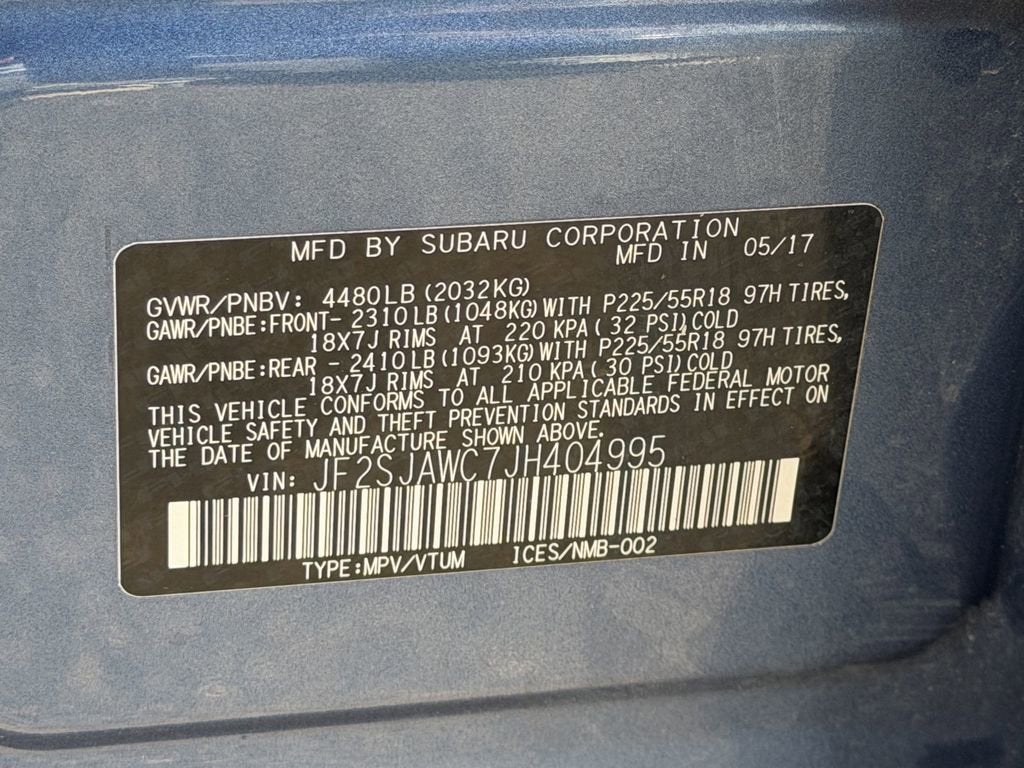 MFD BY SUBARU CORPORATION
MFD IN 05/17
GVWR/PNBV: 4480LB (2032KG)
GAWR/PNBE:FRONT- 2310LB (1048KG) WITH P225/55R18 97H TIRES,
18X7J RIMS AT 220 KPA ( 32 PSI) COLD
GAWR/PNBE:REAR - 2410LB (1093KG) WITH P225/55R18 97H TIRES,
18X7J RIMS AT 210 KPA ( 30 PSI) COLD
THIS VEHICLE CONFORMS TO ALL APPLICABLE FEDERAL MOTOR
VEHICLE SAFETY AND THEFT PREVENTION STANDARDS IN EFFECT ON
THE DATE OF MANUFACTURE SHOWN ABOVE.
VIN: JF2SJAWC7JH404995
TYPE:MPV/VTUM ICES/NMB-002